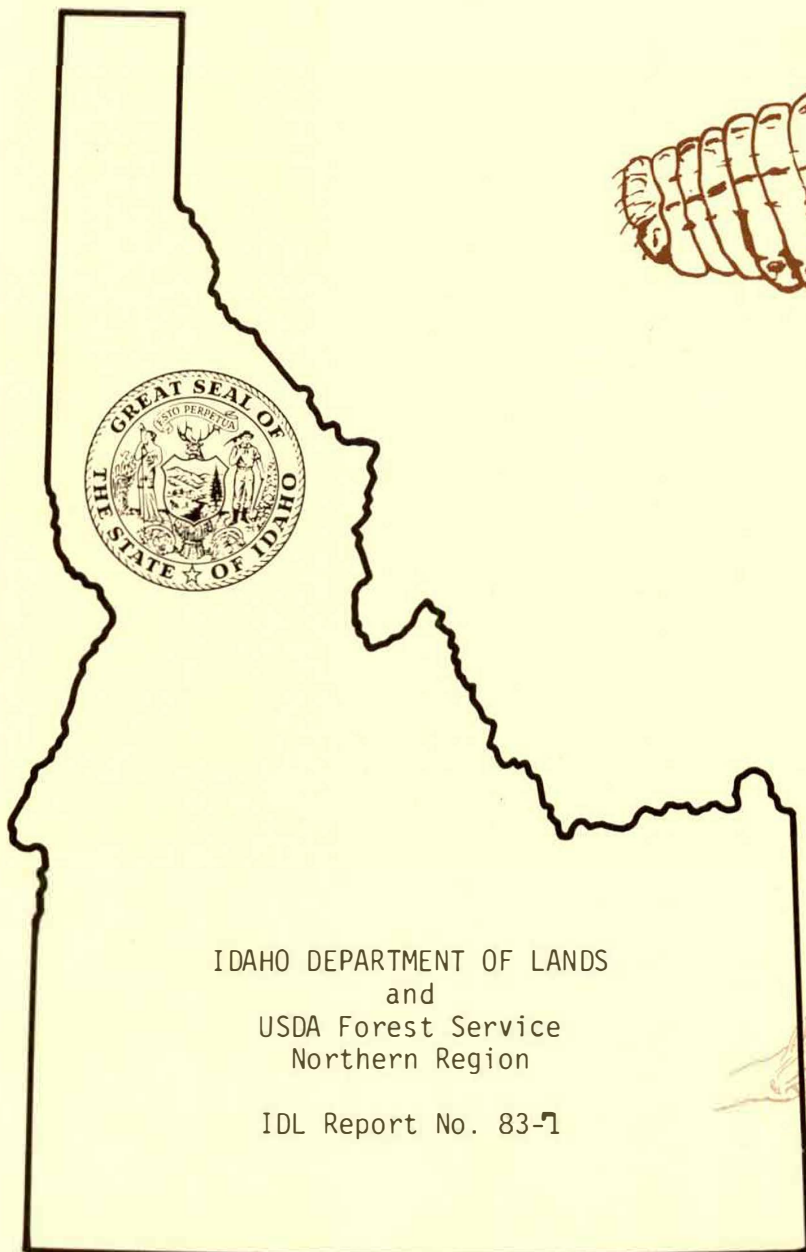 GREAT SEAL OF
ESTO PERPETUA
THE STATE ☆ OF IDAHO
IDAHO DEPARTMENT OF LANDS
and
USDA Forest Service
Northern Region
IDL Report No. 83-7